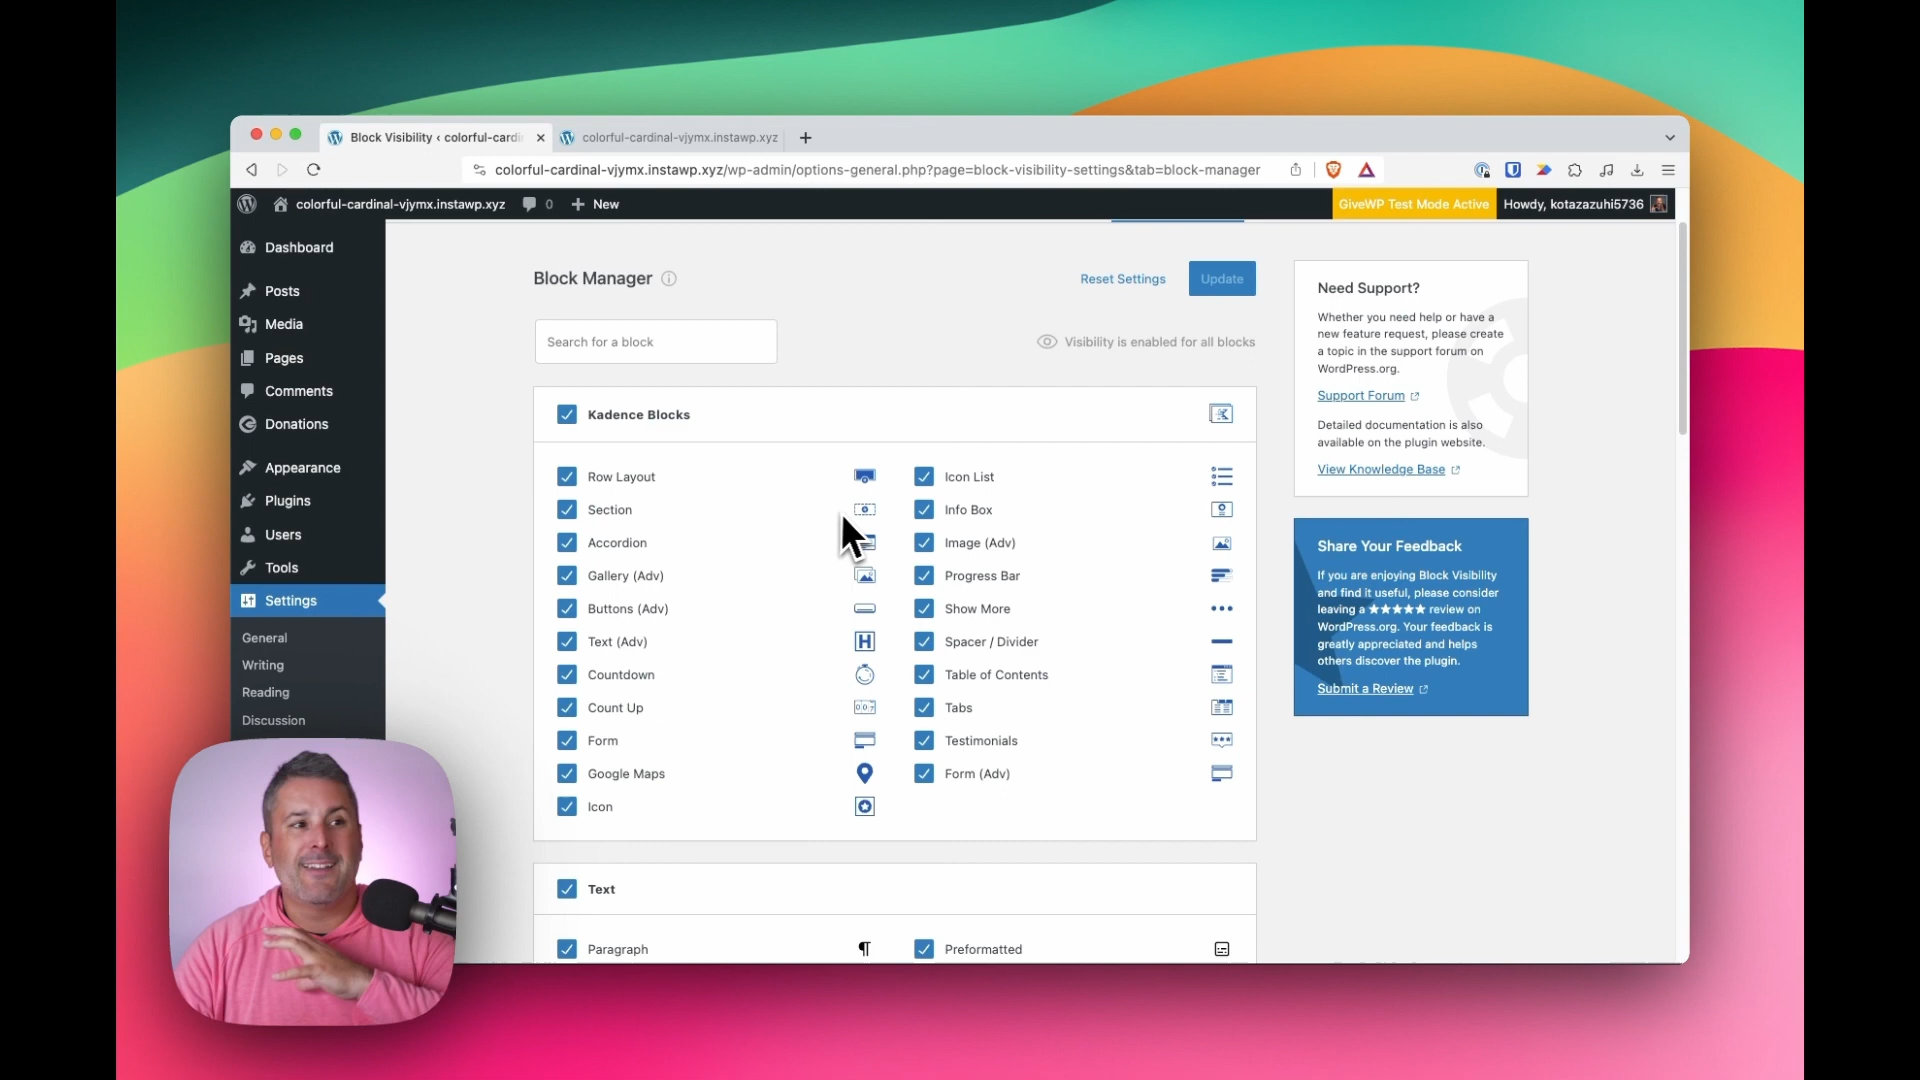 Block Visibility ‹ colorful-cardi
colorful-cardinal-vjymx.instawp.xyz
colorful-cardinal-vjymx.instawp.xyz/wp-admin/options-general.php?page=block-visibility-settings&tab=block-manager
colorful-cardinal-vjymx.instawp.xyz
0
New
GiveWP Test Mode Active
Howdy, kotazazuhi5736
Dashboard
Posts
Media
Pages
Comments
Donations
Appearance
Plugins
Users
Tools
Settings
General
Writing
Reading
Discussion
Block Manager
Reset Settings
Update
Search for a block
Visibility is enabled for all blocks
Kadence Blocks
Row Layout
Section
Accordion
Gallery (Adv)
Buttons (Adv)
Text (Adv)
Countdown
Count Up
Form
Google Maps
Icon
Icon List
Info Box
Image (Adv)
Progress Bar
Show More
Spacer / Divider
Table of Contents
Tabs
Testimonials
Form (Adv)
Text
Paragraph
Preformatted
Need Support?
Whether you need help or have a
new feature request, please create
a topic in the support forum on
WordPress.org.
Support Forum
Detailed documentation is also
available on the plugin website.
View Knowledge Base
Share Your Feedback
If you are enjoying Block Visibility
and find it useful, please consider
leaving a ★★★★★ review on
WordPress.org. Your feedback is
greatly appreciated and helps
others discover the plugin.
Submit a Review